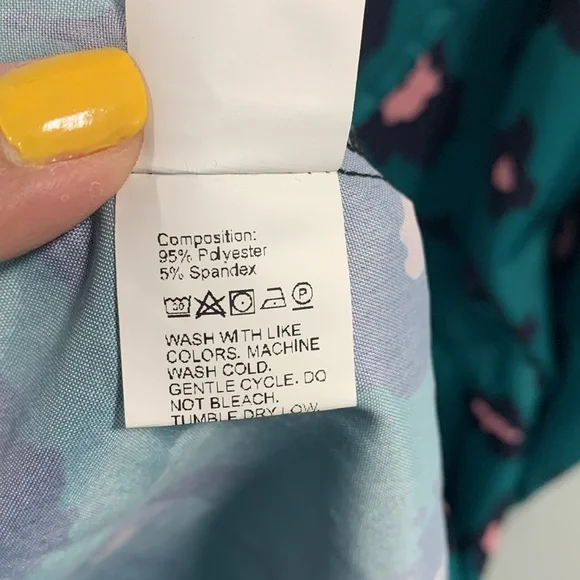 Composition:
95% Polyester
5% Spandex
30 P
WASH WITH LIKE
COLORS. MACHINE
WASH COLD.
GENTLE CYCLE. DO
NOT BLEACH.
TUMBLE DRY LOW.